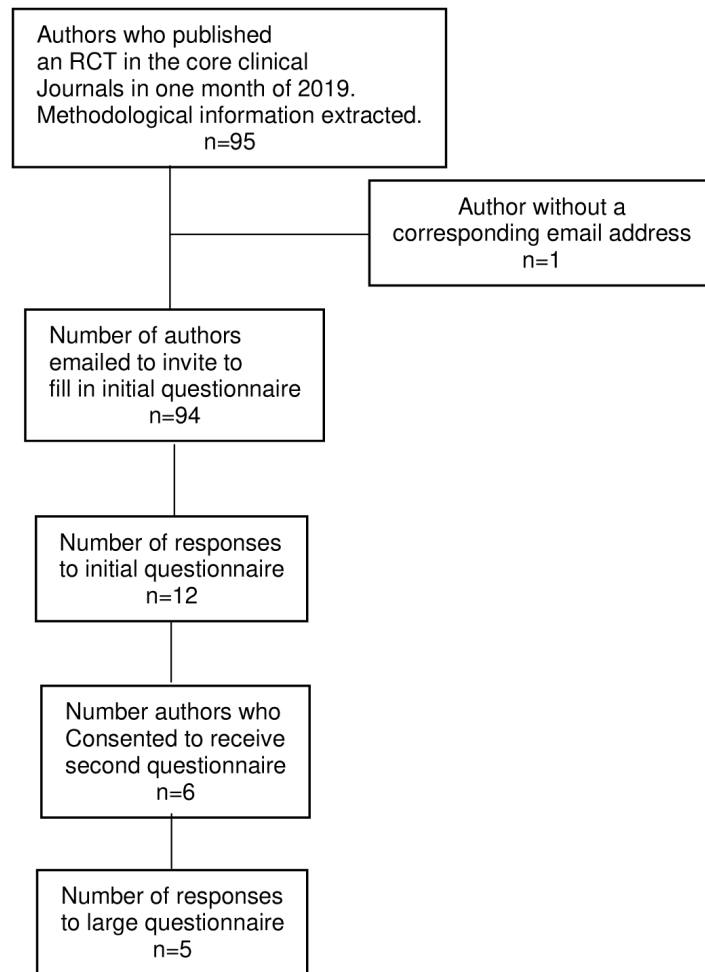 Authors who published
an RCT in the core clinical
Journals in one month of 2019.
Methodological information extracted.
n=95
Author without a
corresponding email address
n=1
Number of authors
emailed to invite to
fill in initial questionnaire
n=94
Number of responses
to initial questionnaire
n=12
Number authors who
Consented to receive
second questionnaire
n=6
Number of responses
to large questionnaire
n=5